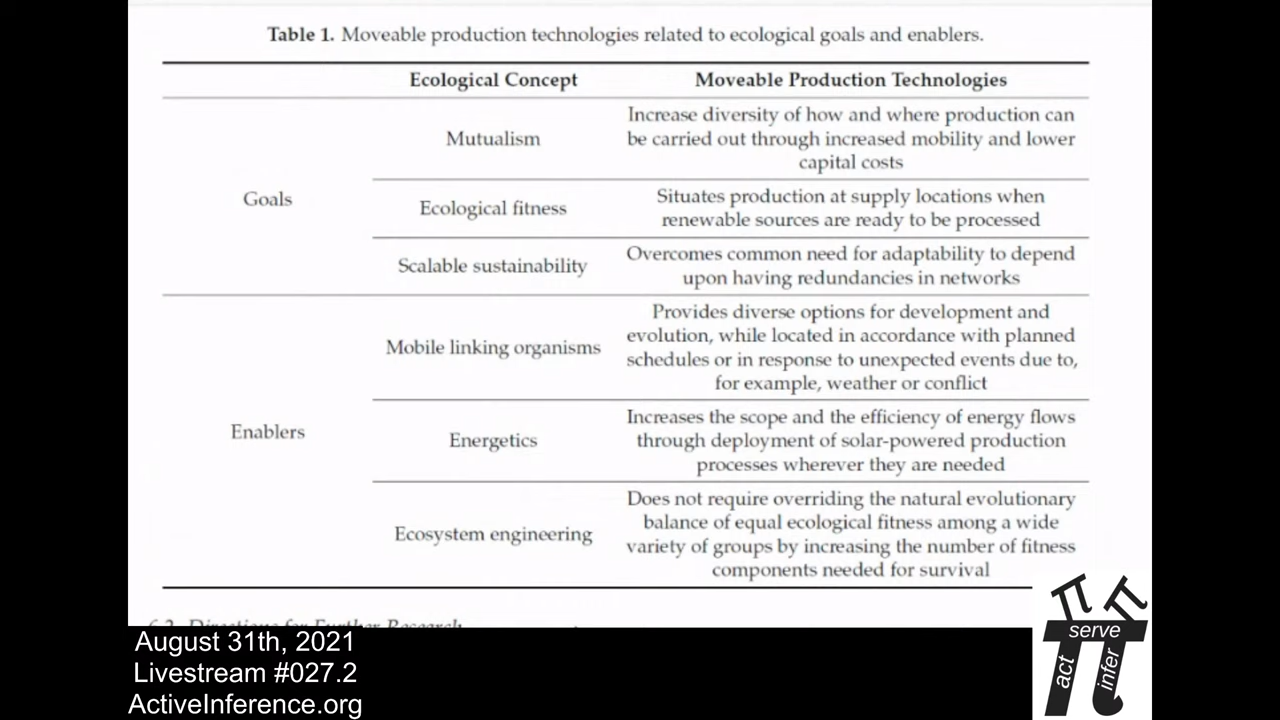 Table 1. Moveable production technologies related to ecological goals and enablers.
Ecological Concept
Moveable Production Technologies
Goals
Mutualism
Increase diversity of how and where production can
be carried out through increased mobility and lower
capital costs
Ecological fitness
Situates production at supply locations when
renewable sources are ready to be processed
Scalable sustainability
Overcomes common need for adaptability to depend
upon having redundancies in networks
Enablers
Mobile linking organisms
Provides diverse options for development and
evolution, while located in accordance with planned
schedules or in response to unexpected events due to,
for example, weather or conflict
Energetics
Increases the scope and the efficiency of energy flows
through deployment of solar-powered production
processes wherever they are needed
Ecosystem engineering
Does not require overriding the natural evolutionary
balance of equal ecological fitness among a wide
variety of groups by increasing the number of fitness
components needed for survival
Directions for Further Research
August 31th, 2021
Livestream #027.2
ActiveInference.org
serve
act
infer